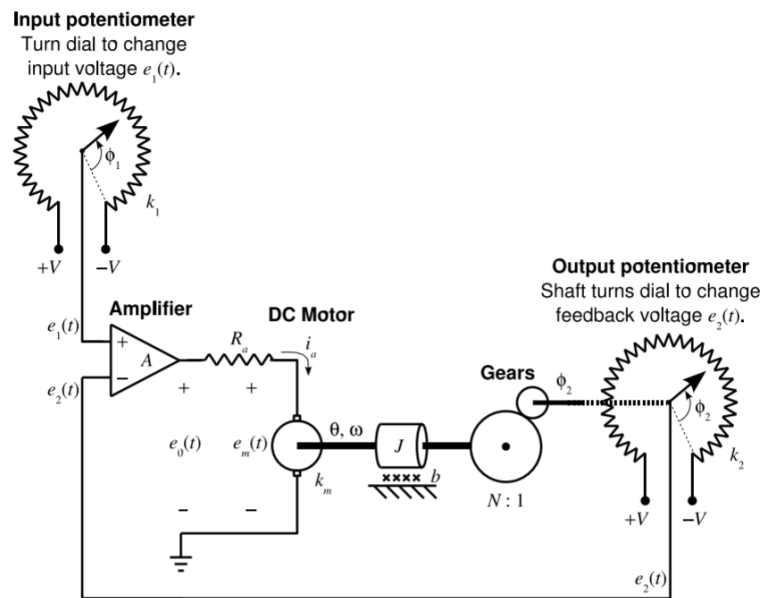 Input potentiometer
Turn dial to change
input voltage e₁(t).
ϕ₁
k₁
+V −V
Output potentiometer
Shaft turns dial to change
feedback voltage e₂(t).
Amplifier
DC Motor
e₁(t)
+
A
Rₐ
iₐ
e₂(t)
−
+ +
Gears
ϕ₂
ϕ₂
θ, ω
e₀(t)
eₘ(t)
J
k₂
kₘ
b
N : 1
− −
+V −V
e₂(t)